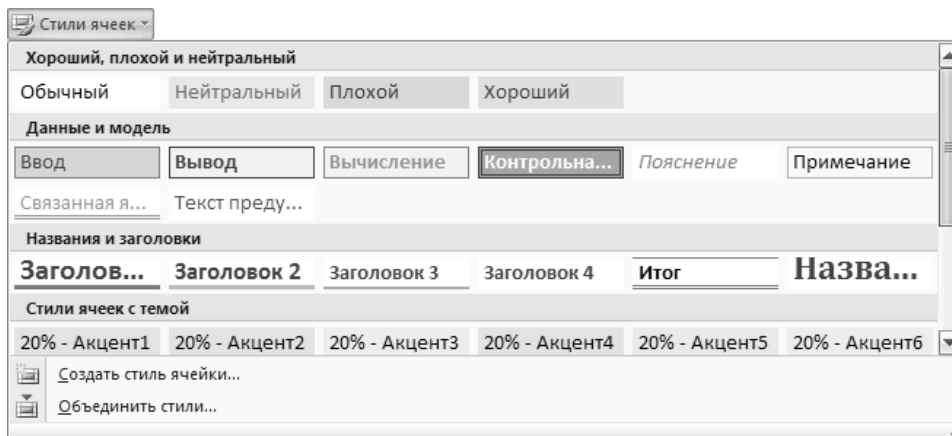 Стили ячеек
Хороший, плохой и нейтральный
Обычный Нейтральный Плохой Хороший
Данные и модель
Ввод Вывод Вычисление Контрольна... Пояснение Примечание
Связанная я... Текст преду...
Названия и заголовки
Заголов... Заголовок 2 Заголовок 3 Заголовок 4 Итог Назва...
Стили ячеек с темой
20% - Акцент1 20% - Акцент2 20% - Акцент3 20% - Акцент4 20% - Акцент5 20% - Акцент6
Создать стиль ячейки...
Объединить стили...